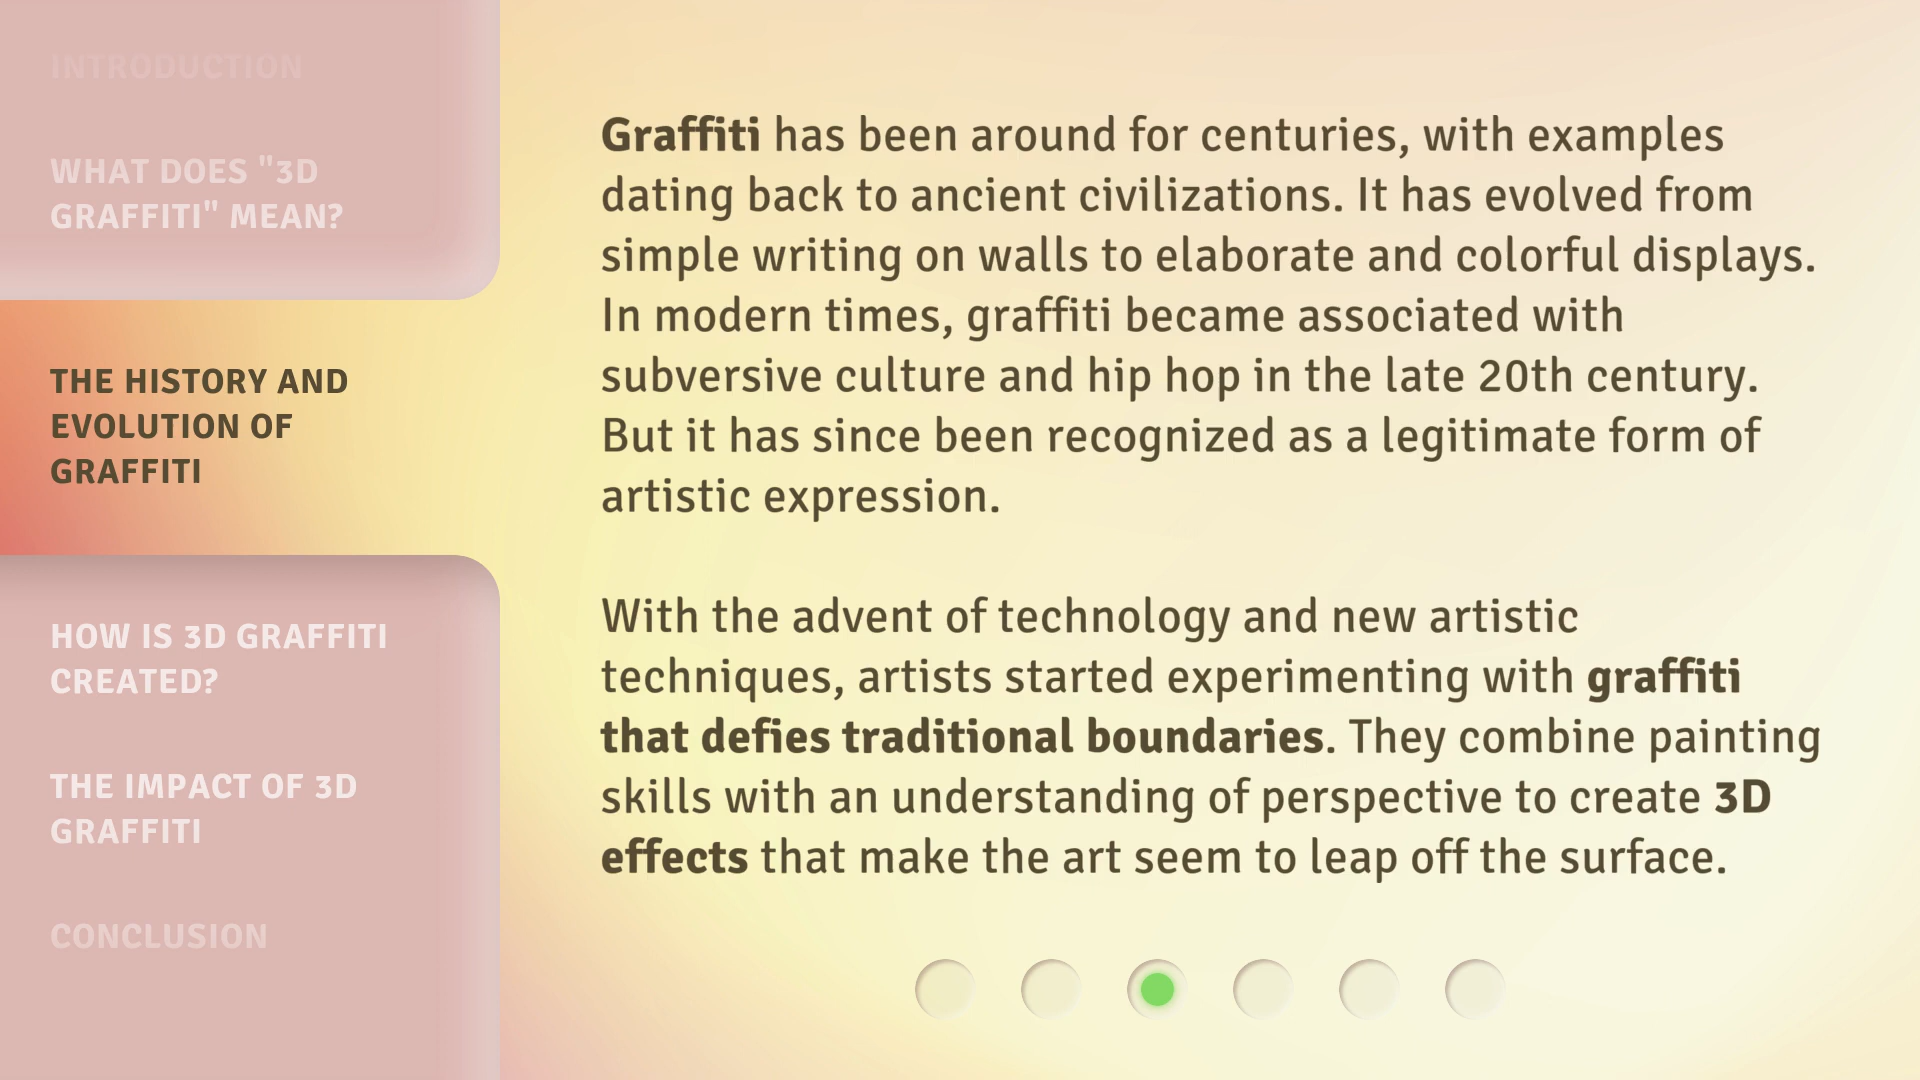 INTRODUCTION
WHAT DOES "3D
GRAFFITI" MEAN?
THE HISTORY AND
EVOLUTION OF
GRAFFITI
HOW IS 3D GRAFFITI
CREATED?
THE IMPACT OF 3D
GRAFFITI
CONCLUSION
Graffiti has been around for centuries, with examples
dating back to ancient civilizations. It has evolved from
simple writing on walls to elaborate and colorful displays.
In modern times, graffiti became associated with
subversive culture and hip hop in the late 20th century.
But it has since been recognized as a legitimate form of
artistic expression.
With the advent of technology and new artistic
techniques, artists started experimenting with graffiti
that defies traditional boundaries. They combine painting
skills with an understanding of perspective to create 3D
effects that make the art seem to leap off the surface.